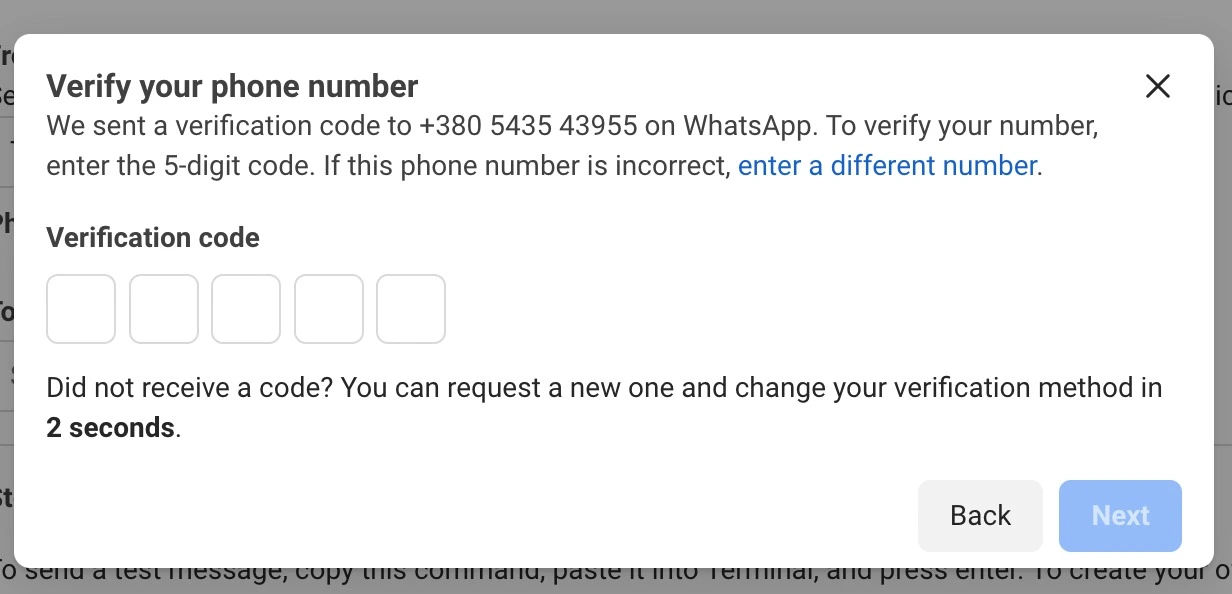 Verify your phone number
We sent a verification code to +380 5435 43955 on WhatsApp. To verify your number,
enter the 5-digit code. If this phone number is incorrect, enter a different number.
Verification code
Did not receive a code? You can request a new one and change your verification method in
2 seconds.
Back
Next
To send a test message, copy this command, paste it into Terminal, and press enter. To create your